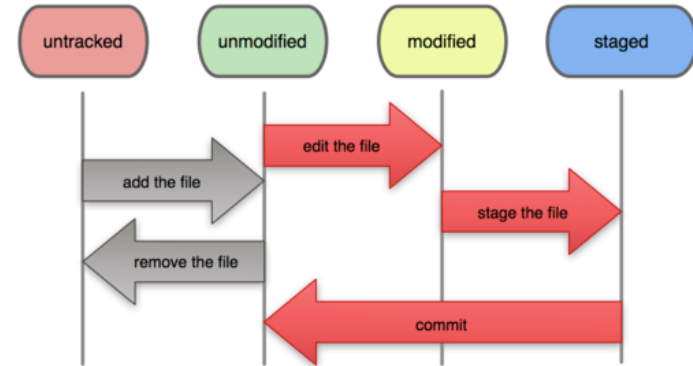 untracked
unmodified
modified
staged
edit the file
add the file
stage the file
remove the file
commit